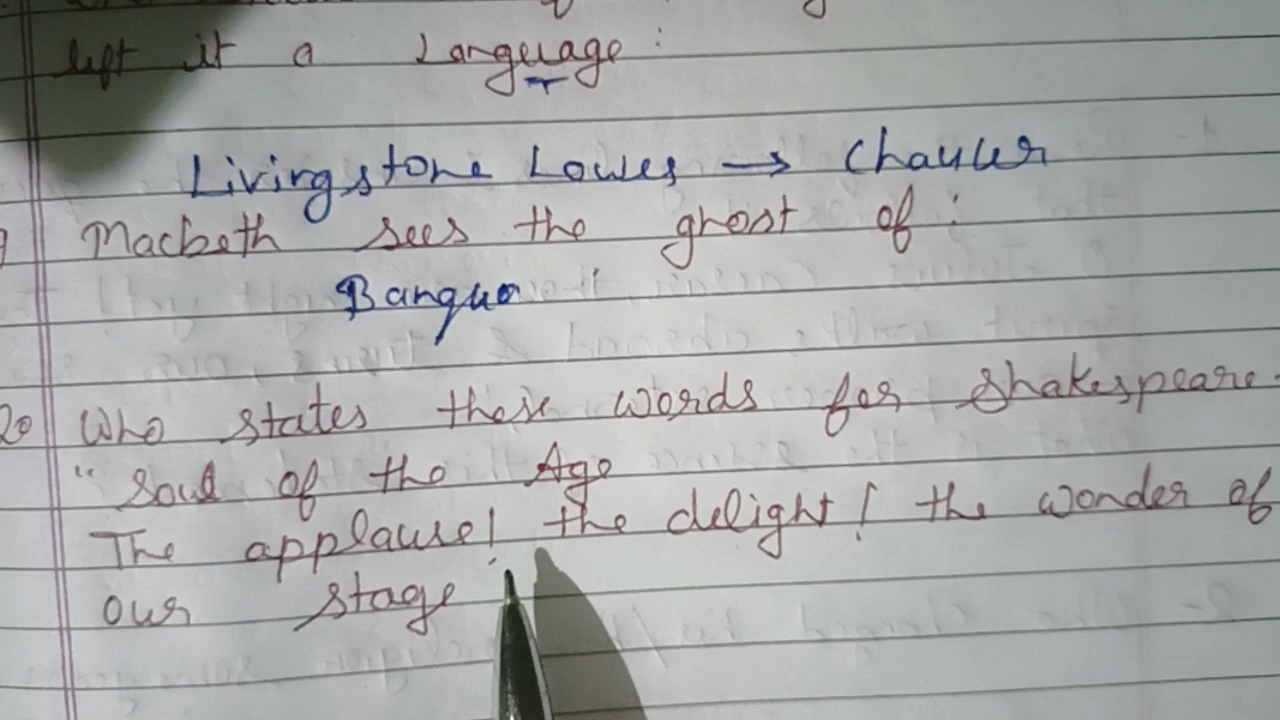 left it a Language:
Livingstone Lowes → Chaucer
Macbeth sees the ghost of:
Banquo
20 Who states these words for Shakespeare.
"Soul of the Age
The applause! the delight! the wonder of
our stage